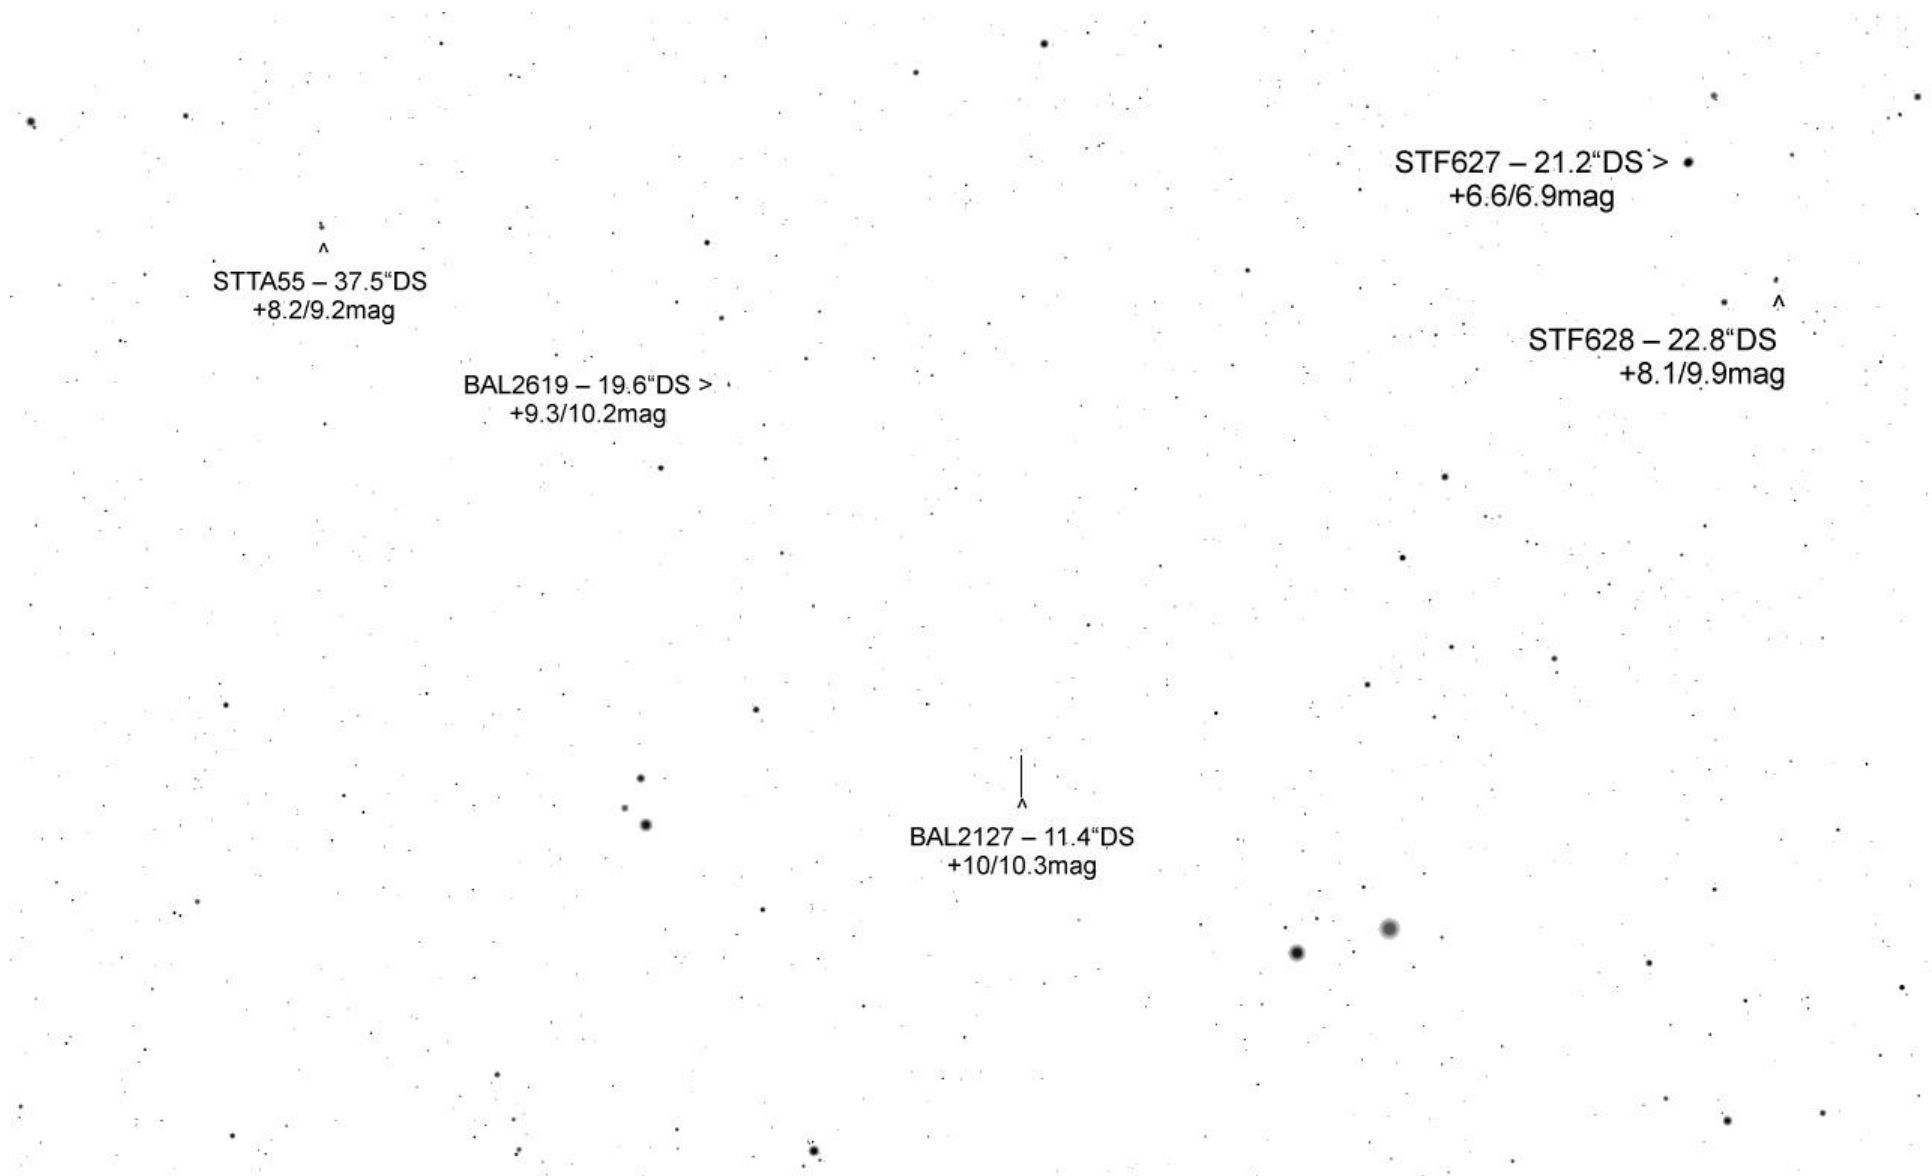 STF627 – 21.2“DS >
+6.6/6.9mag
^
STTA55 – 37.5“DS
+8.2/9.2mag
^
STF628 – 22.8“DS
+8.1/9.9mag
BAL2619 – 19.6“DS >
+9.3/10.2mag
^
BAL2127 – 11.4“DS
+10/10.3mag